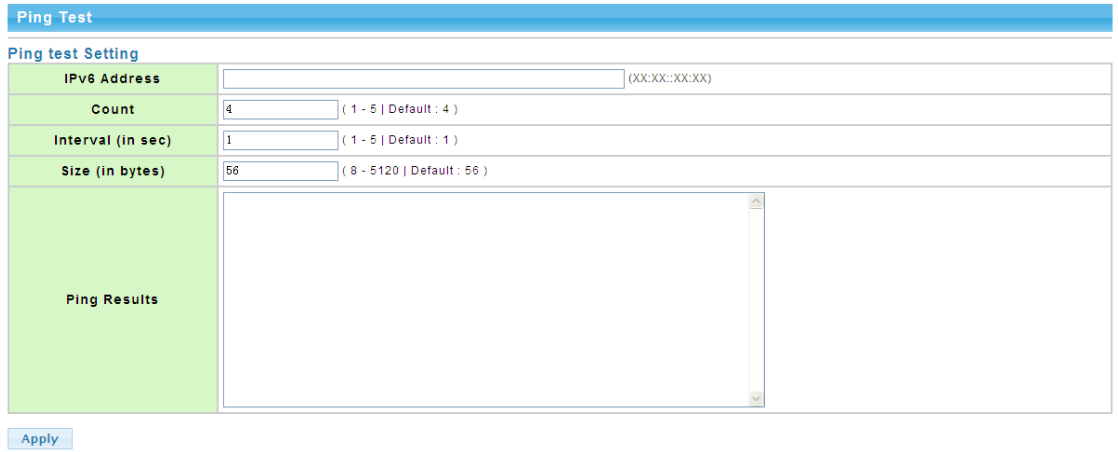 Ping Test
Ping test Setting
IPv6 Address (XX:XX::XX:XX)
Count 4 ( 1 - 5 | Default : 4 )
Interval (in sec) 1 ( 1 - 5 | Default : 1 )
Size (in bytes) 56 ( 8 - 5120 | Default : 56 )
Ping Results
Apply